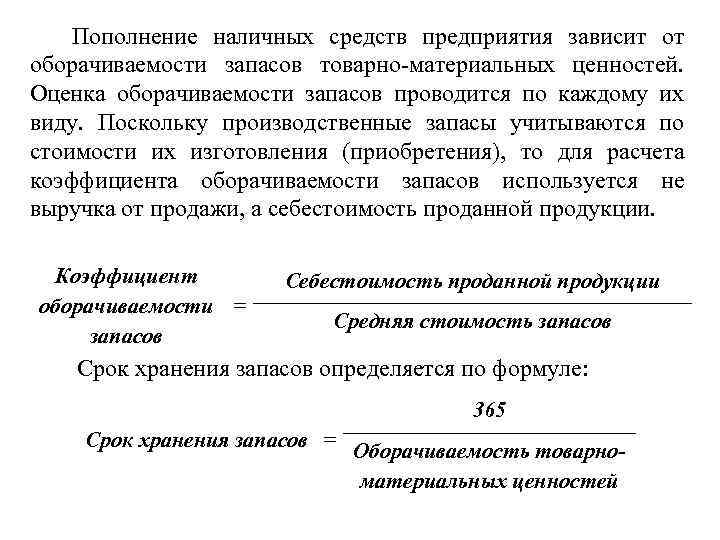 Пополнение наличных средств предприятия зависит от
оборачиваемости запасов товарно-материальных ценностей.
Оценка оборачиваемости запасов проводится по каждому их
виду. Поскольку производственные запасы учитываются по
стоимости их изготовления (приобретения), то для расчета
коэффициента оборачиваемости запасов используется не
выручка от продажи, а себестоимость проданной продукции.
Коэффициент
оборачиваемости =
запасов
Себестоимость проданной продукции
Средняя стоимость запасов
Срок хранения запасов определяется по формуле:
Срок хранения запасов =
365
Оборачиваемость товарно-
материальных ценностей